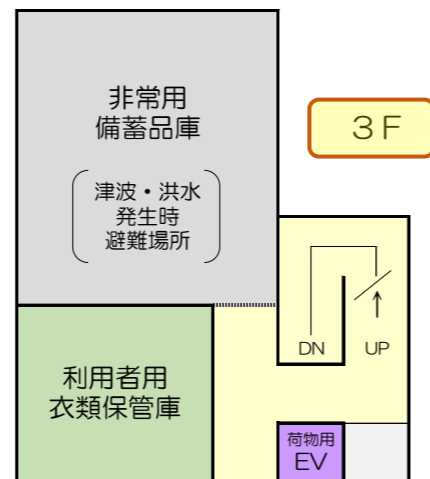 非常用
備蓄品庫
津波・洪水
発生時
避難場所
３Ｆ
DN
UP
利用者用
衣類保管庫
荷物用
EV